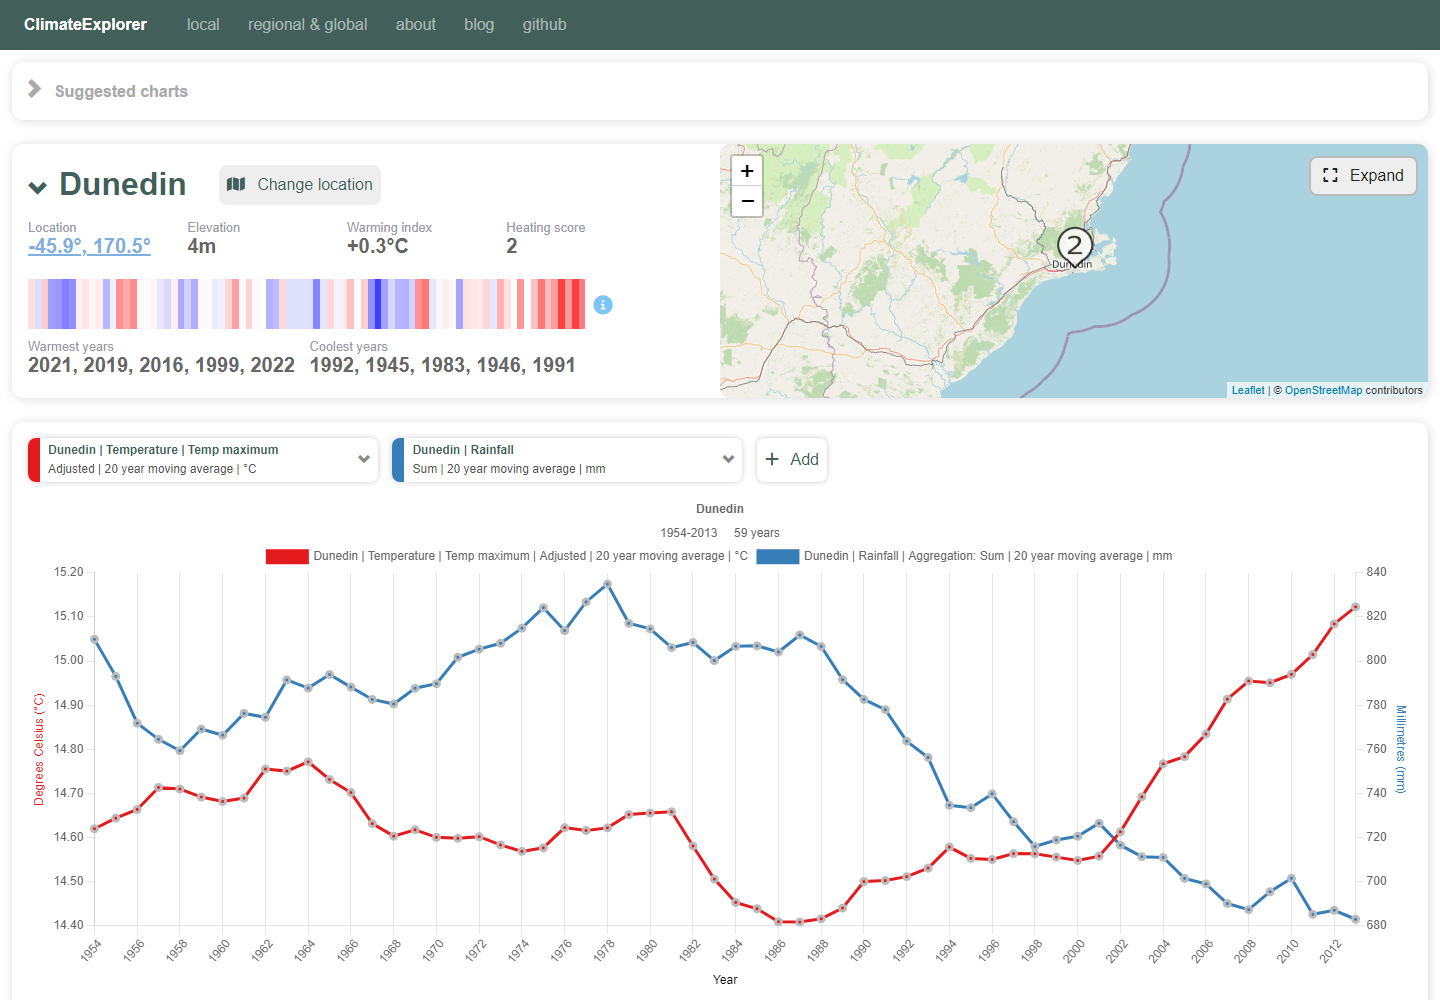 ClimateExplorer local regional & global about blog github
Suggested charts
Dunedin Change location
Location Elevation Warming index Heating score
-45.9°, 170.5° 4m +0.3°C 2
Warmest years Coolest years
2021, 2019, 2016, 1999, 2022 1992, 1945, 1983, 1946, 1991
+
−
Expand
2
Dunedin
Leaflet | © OpenStreetMap contributors
Dunedin | Temperature | Temp maximum
Adjusted | 20 year moving average | °C
Dunedin | Rainfall
Sum | 20 year moving average | mm
+ Add
Dunedin
1954-2013 59 years
Dunedin | Temperature | Temp maximum | Adjusted | 20 year moving average | °C Dunedin | Rainfall | Aggregation: Sum | 20 year moving average | mm
15.20 840
15.10 820
15.00 800
14.90 780
14.80 760
14.70 740
14.60 720
14.50 700
14.40 680
Degrees Celsius (°C)
Millimetres (mm)
1954 1956 1958 1960 1962 1964 1966 1968 1970 1972 1974 1976 1978 1980 1982 1984 1986 1988 1990 1992 1994 1996 1998 2000 2002 2004 2006 2008 2010 2012
Year